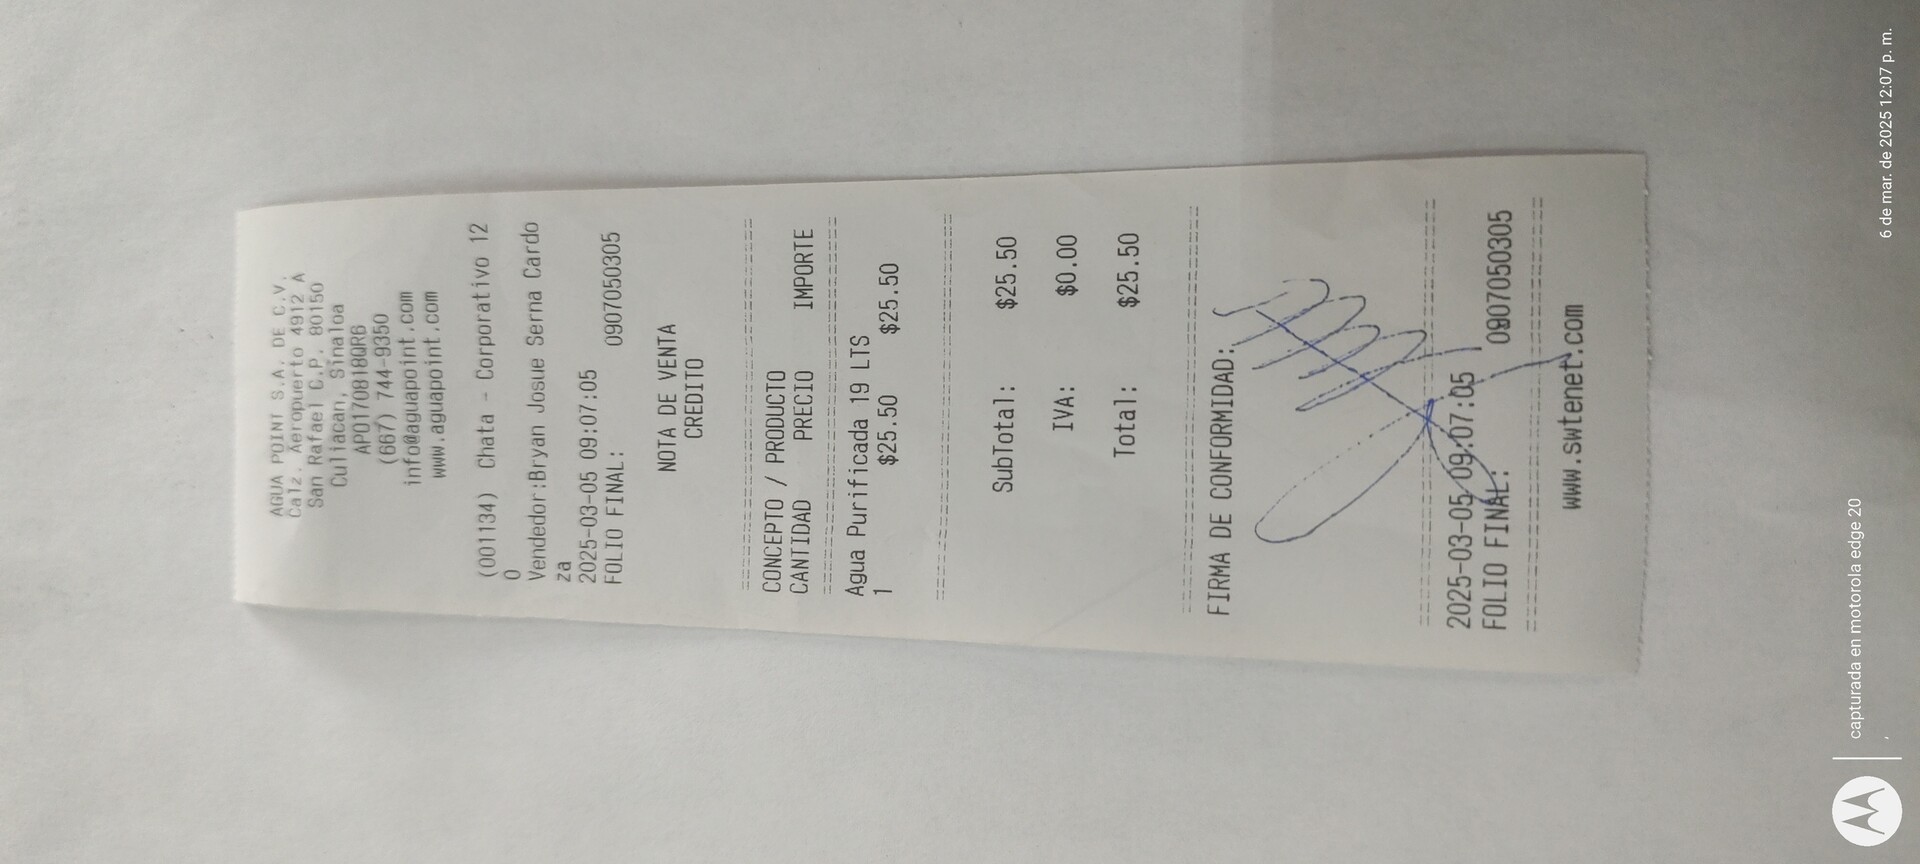 AGUA POINT S.A. DE C.V.
Calz. Aeropuerto 4912 A
San Rafael C.P. 80150
Culiacan, Sinaloa
APO170818QR6
(667) 744-9350
info@aguapoint.com
www.aguapoint.com
(001134) Chata - Corporativo 12
0
Vendedor:Bryan Josue Serna Cardo
za
2025-03-05 09:07:05
FOLIO FINAL: 0907050305
NOTA DE VENTA
CREDITO
CONCEPTO / PRODUCTO
CANTIDAD PRECIO IMPORTE
Agua Purificada 19 LTS
1 $25.50 $25.50
SubTotal: $25.50
IVA: $0.00
Total: $25.50
FIRMA DE CONFORMIDAD:
2025-03-05 09:07:05
FOLIO FINAL: 0907050305
www.swtenet.com
capturada en motorola edge 20
,
6 de mar. de 2025 12:07 p. m.